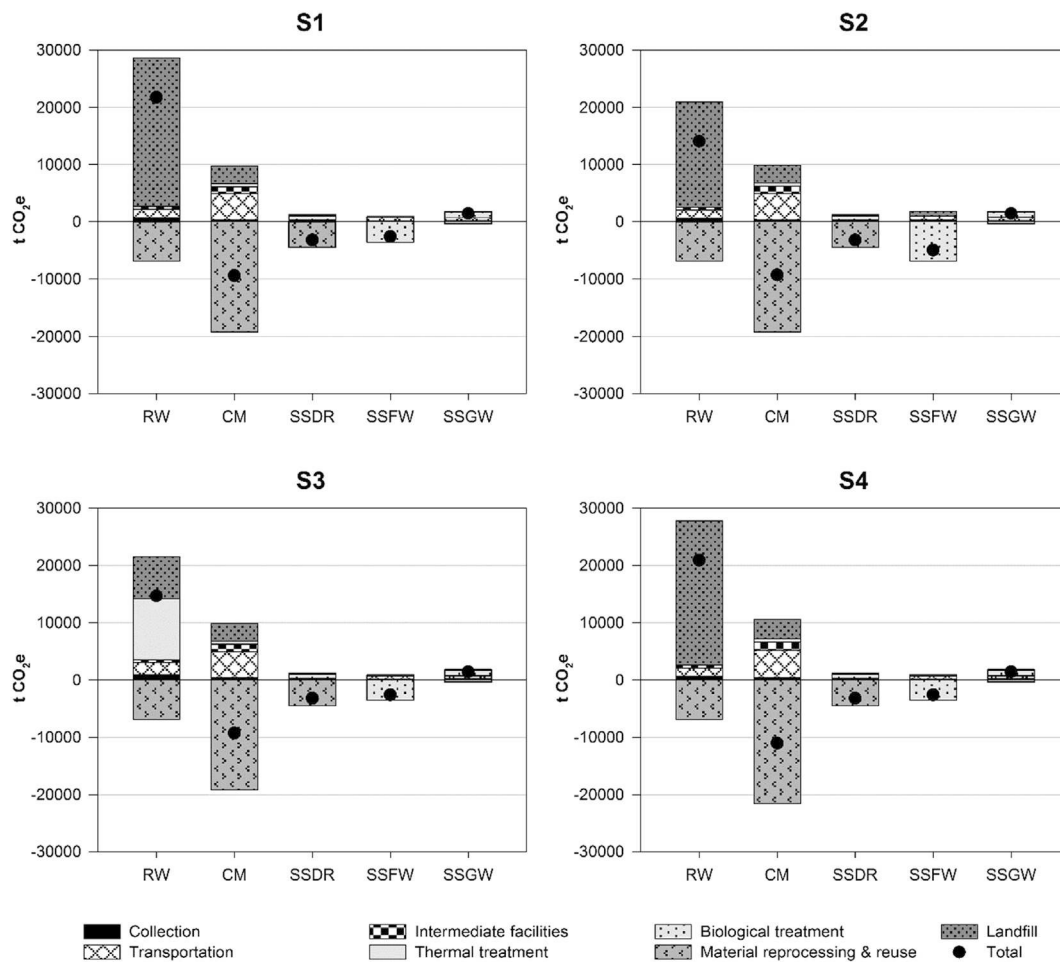 S1
S2
30000
20000
10000
0
-10000
-20000
-30000
t CO2e
RW CM SSDR SSFW SSGW
30000
20000
10000
0
-10000
-20000
-30000
RW CM SSDR SSFW SSGW
S3
S4
30000
20000
10000
0
-10000
-20000
-30000
t CO2e
RW CM SSDR SSFW SSGW
30000
20000
10000
0
-10000
-20000
-30000
RW CM SSDR SSFW SSGW
Collection Intermediate facilities Biological treatment Landfill
Transportation Thermal treatment Material reprocessing & reuse Total